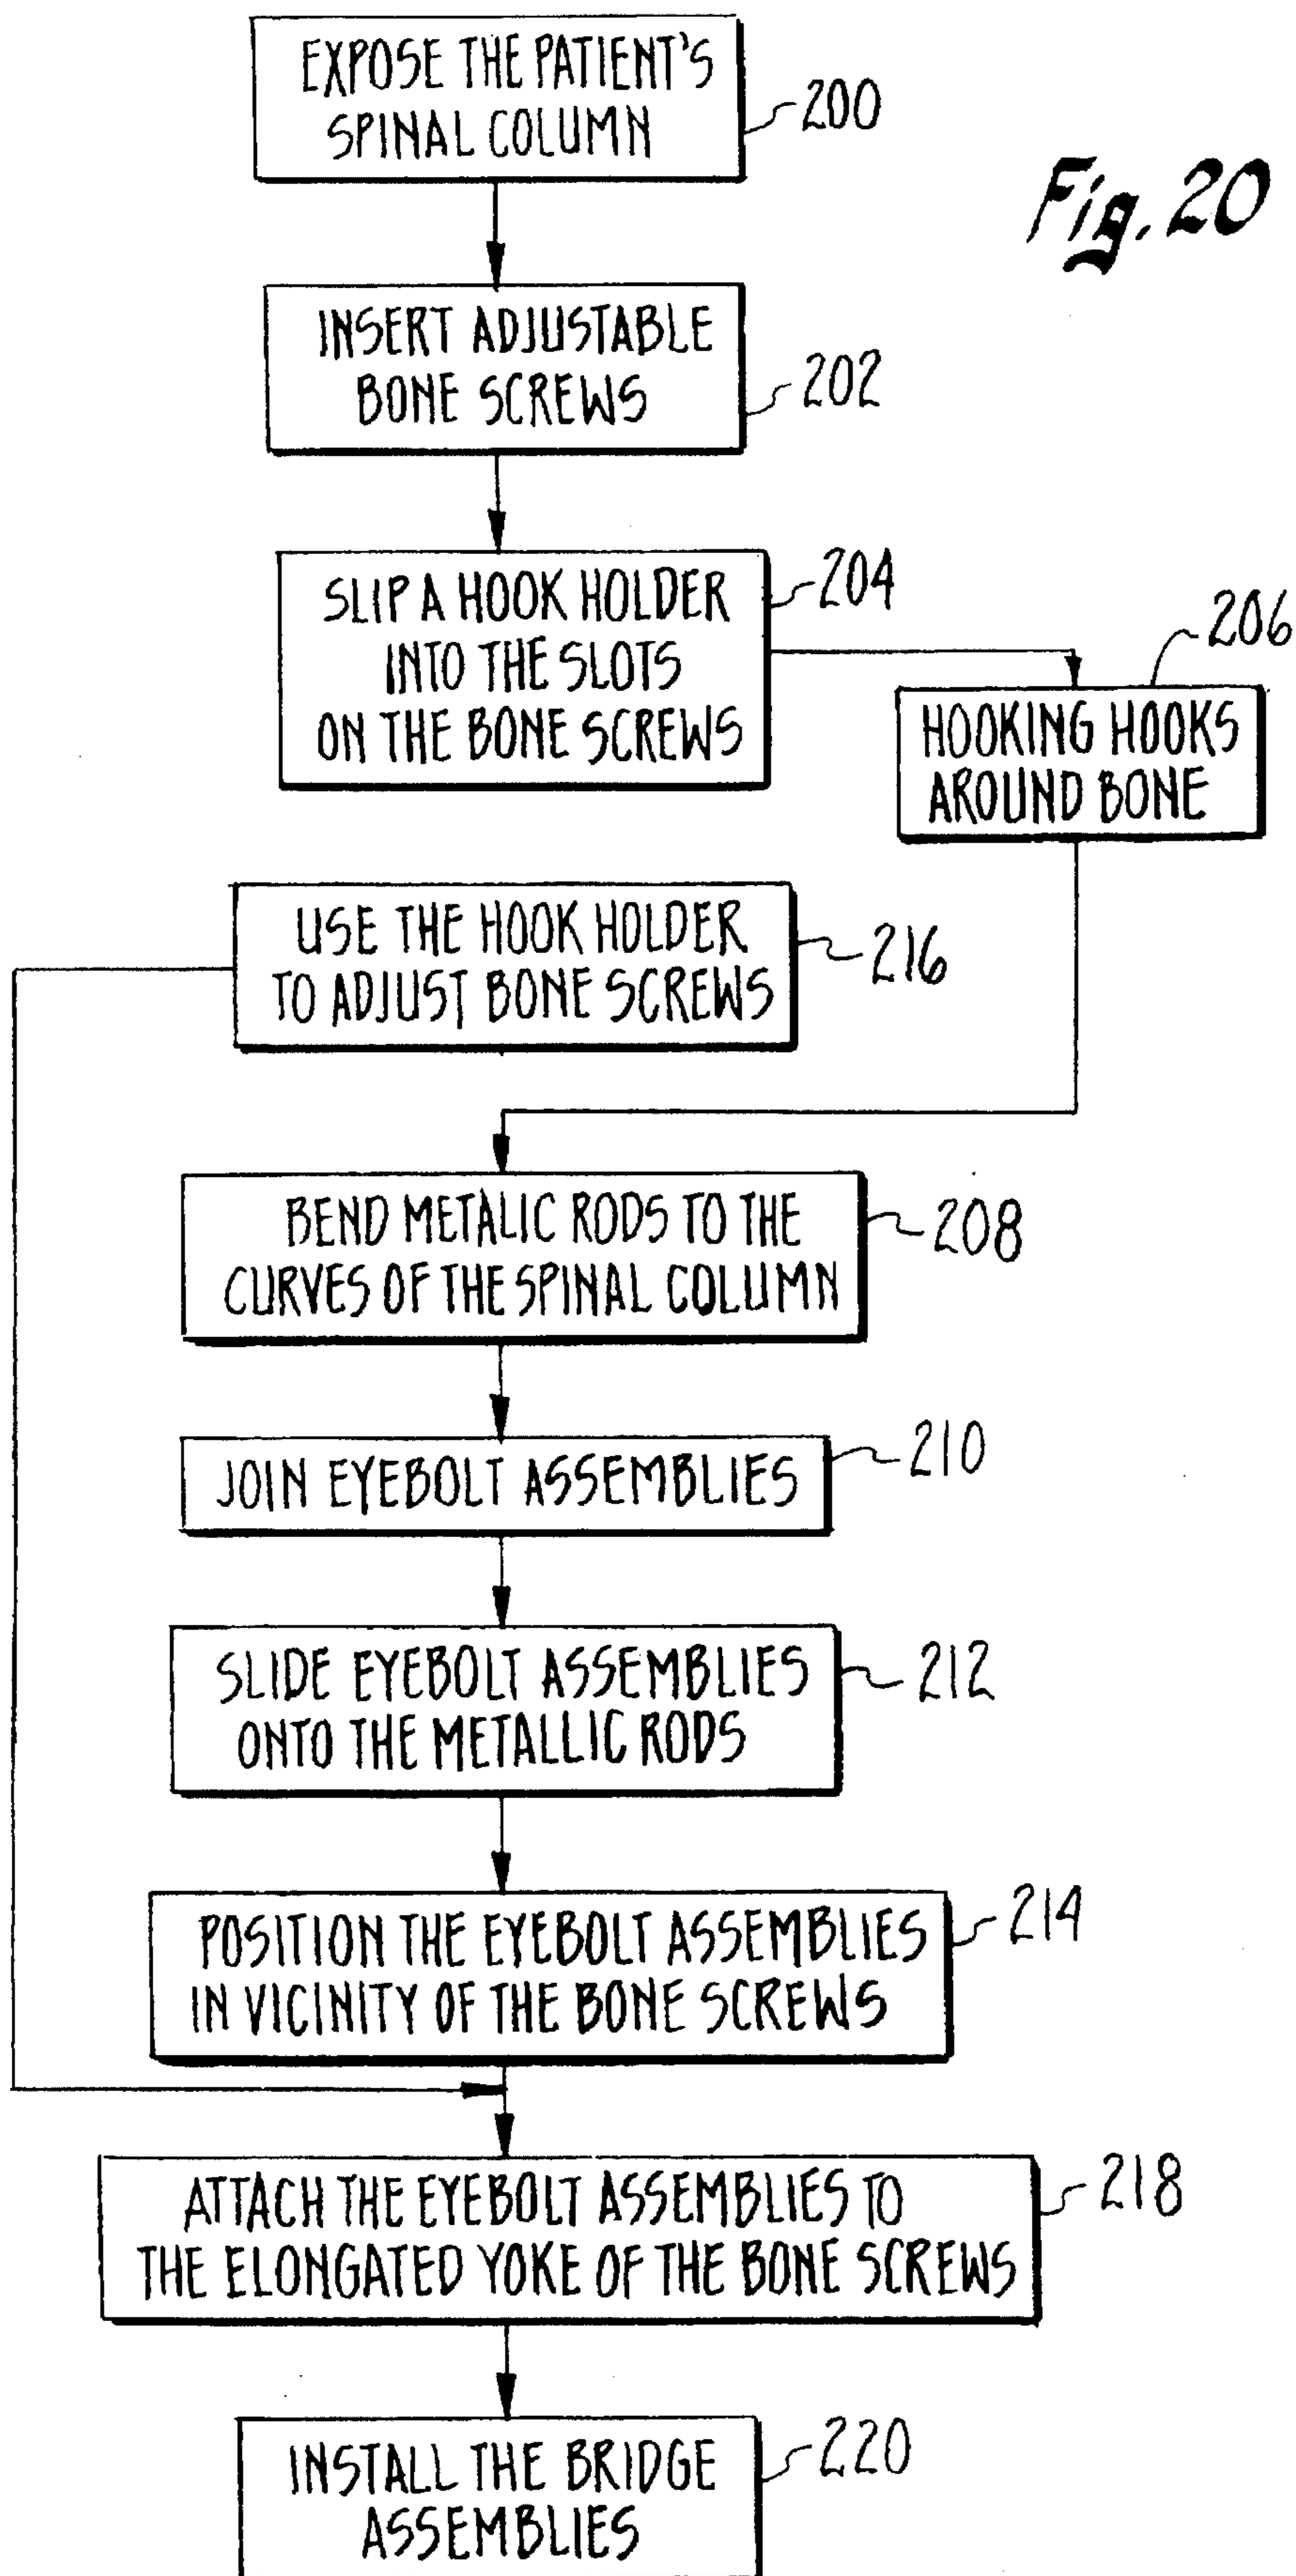 EXPOSE THE PATIENT'S
SPINAL COLUMN
200
Fig. 20
INSERT ADJUSTABLE
BONE SCREWS
202
SLIP A HOOK HOLDER
INTO THE SLOTS
ON THE BONE SCREWS
204
206
HOOKING HOOKS
AROUND BONE
USE THE HOOK HOLDER
TO ADJUST BONE SCREWS
216
BEND METALIC RODS TO THE
CURVES OF THE SPINAL COLUMN
208
JOIN EYEBOLT ASSEMBLIES
210
SLIDE EYEBOLT ASSEMBLIES
ONTO THE METALLIC RODS
212
POSITION THE EYEBOLT ASSEMBLIES
IN VICINITY OF THE BONE SCREWS
214
ATTACH THE EYEBOLT ASSEMBLIES TO
THE ELONGATED YOKE OF THE BONE SCREWS
218
INSTALL THE BRIDGE
ASSEMBLIES
220